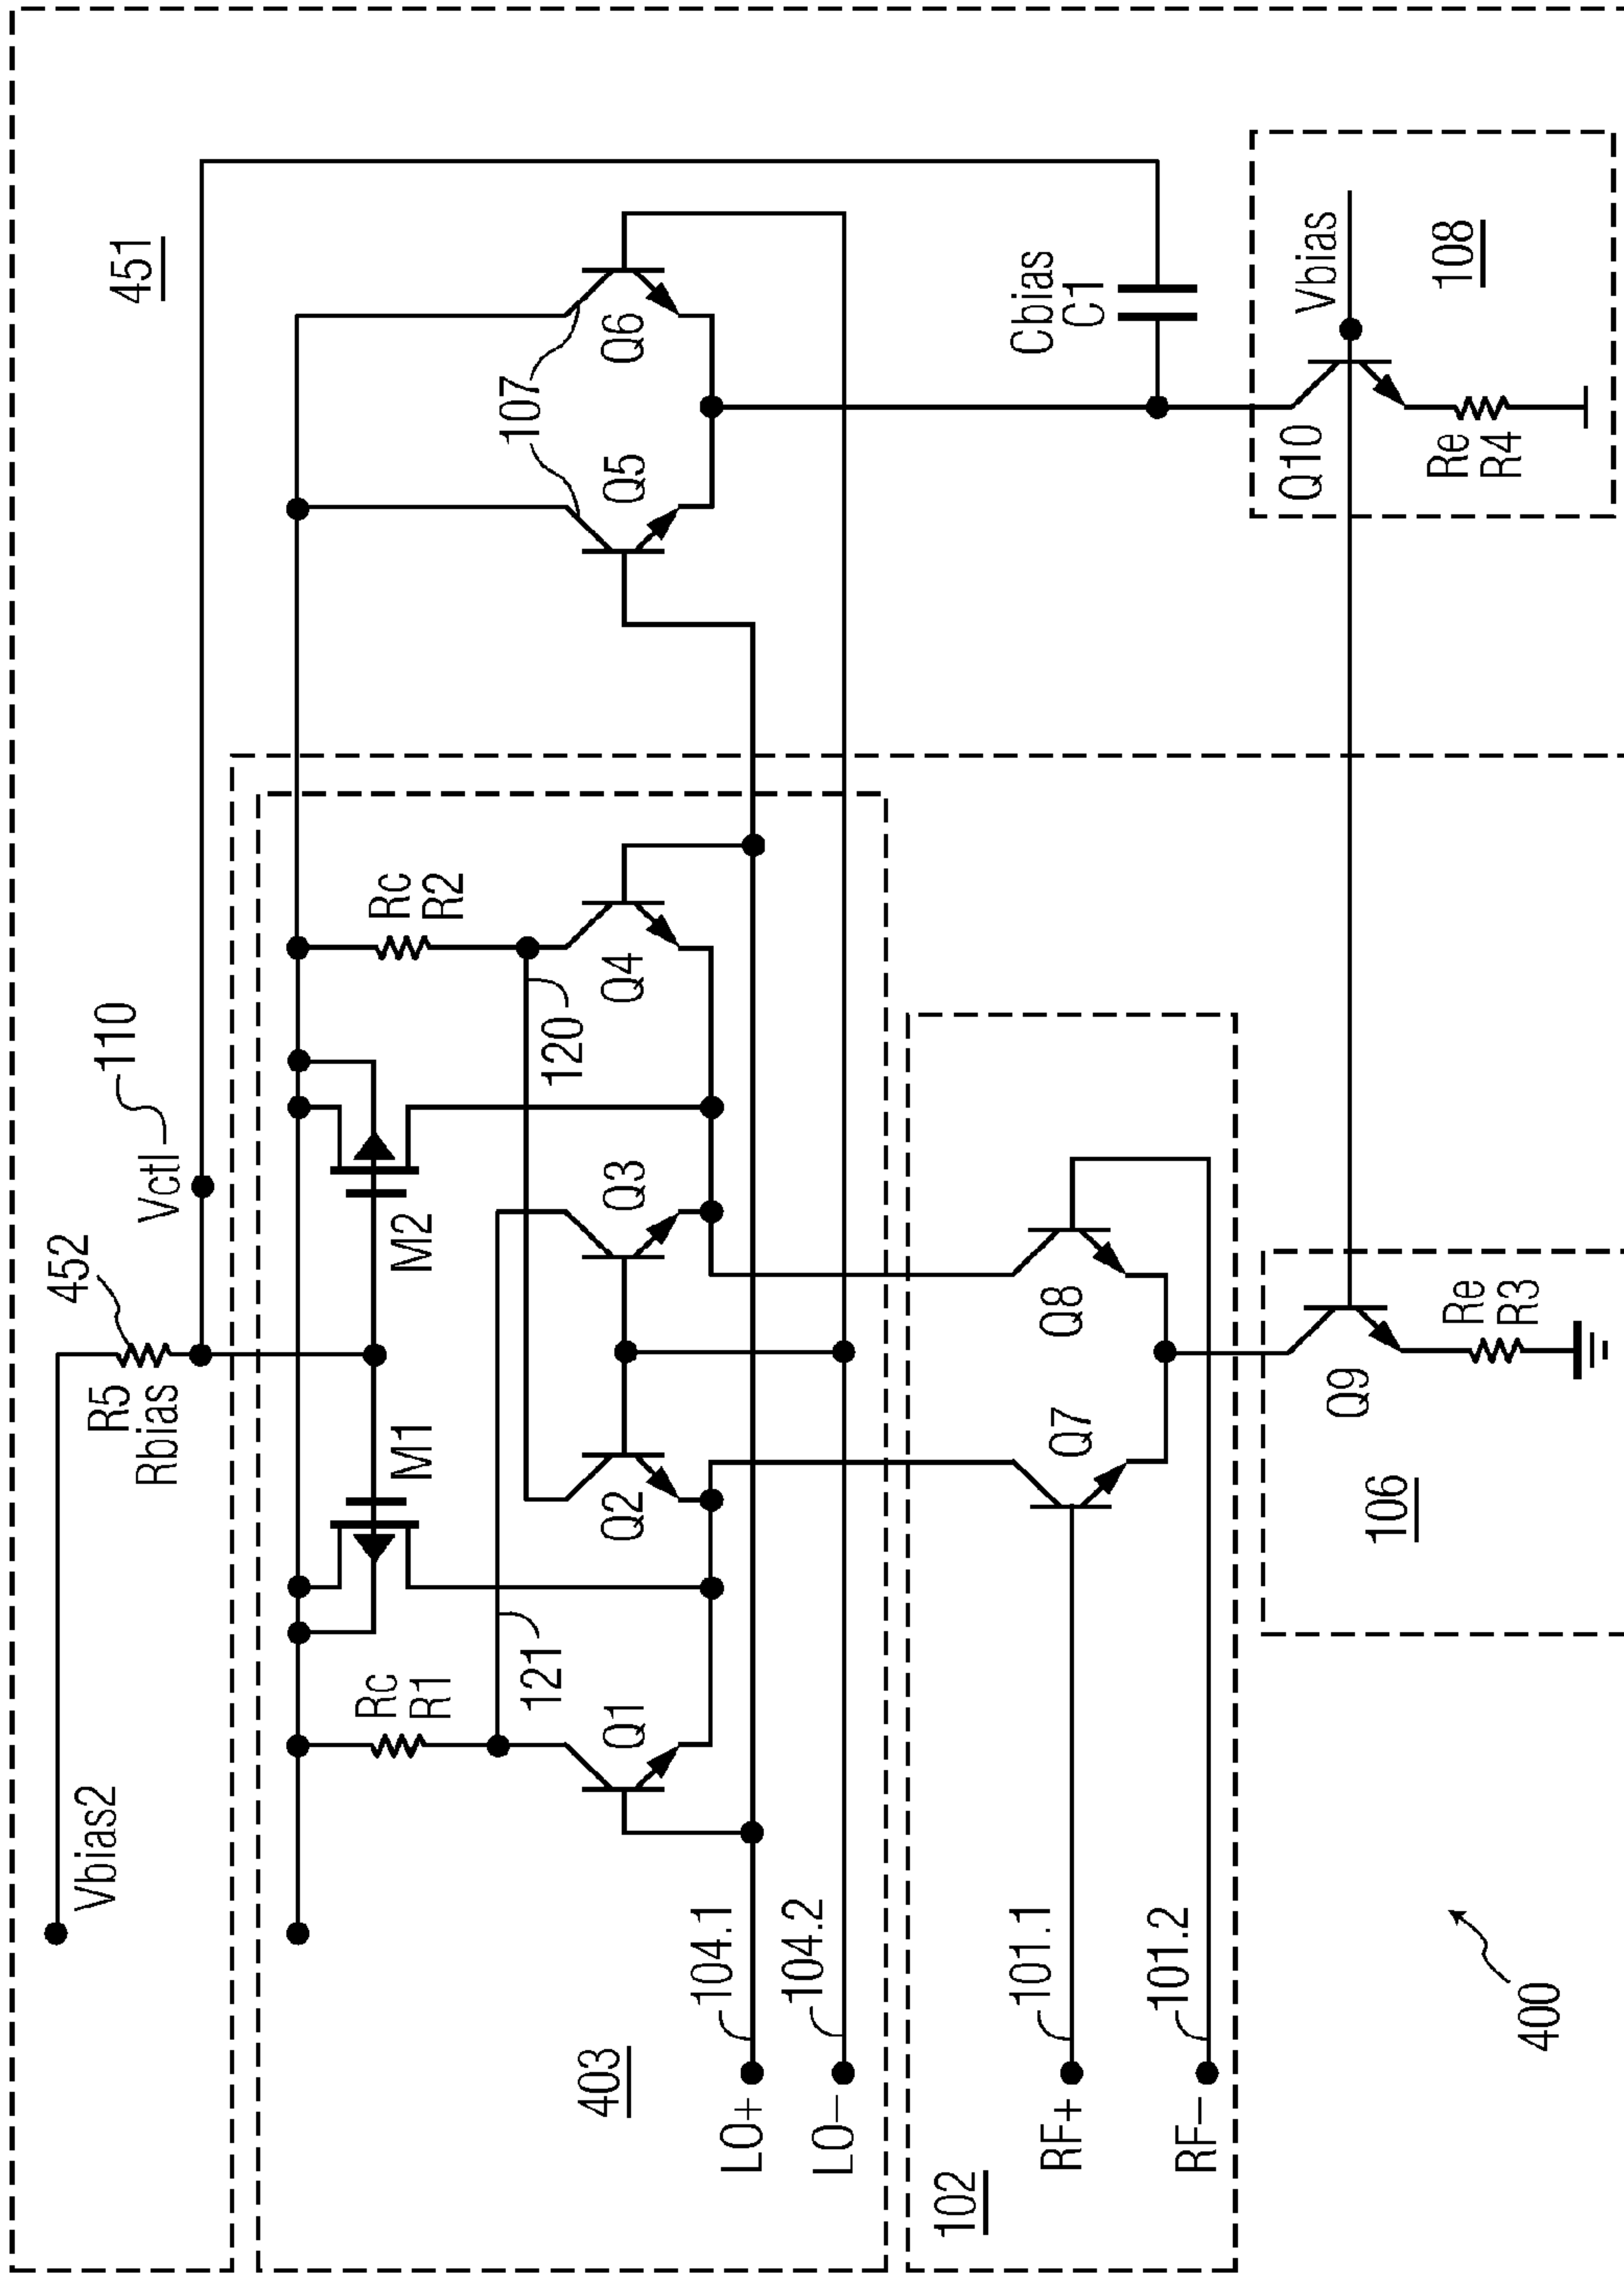 Vbias2
R5
Rbias
452
Vctl
110
451
Rc
R1
M1
M2
Rc
R2
121
120
107
Q1
Q2
Q3
Q4
Q5
Q6
403
104.1
LO+
104.2
LO−
Cbias
C1
102
101.1
RF+
101.2
RF−
Q7
Q8
Q10
Vbias
Re
R4
108
Q9
Re
R3
106
400